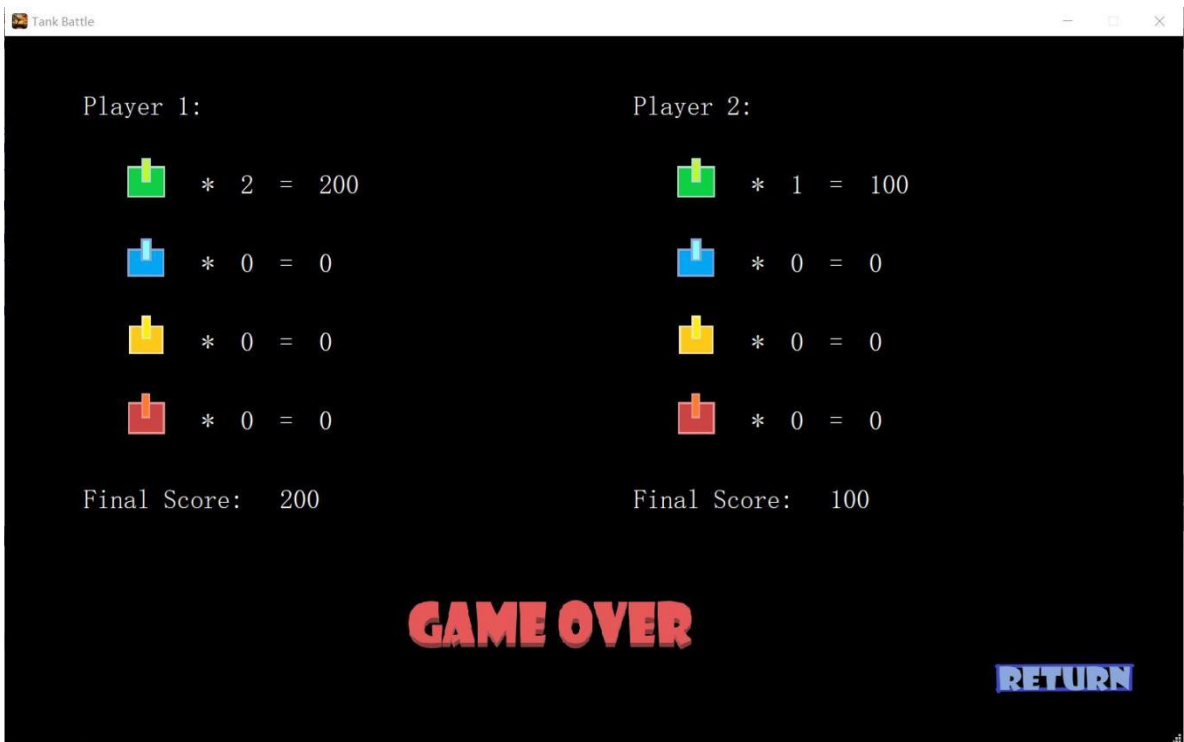 Tank Battle
Player 1:
* 2 = 200
* 0 = 0
* 0 = 0
* 0 = 0
Final Score: 200
Player 2:
* 1 = 100
* 0 = 0
* 0 = 0
* 0 = 0
Final Score: 100
GAME OVER
RETURN